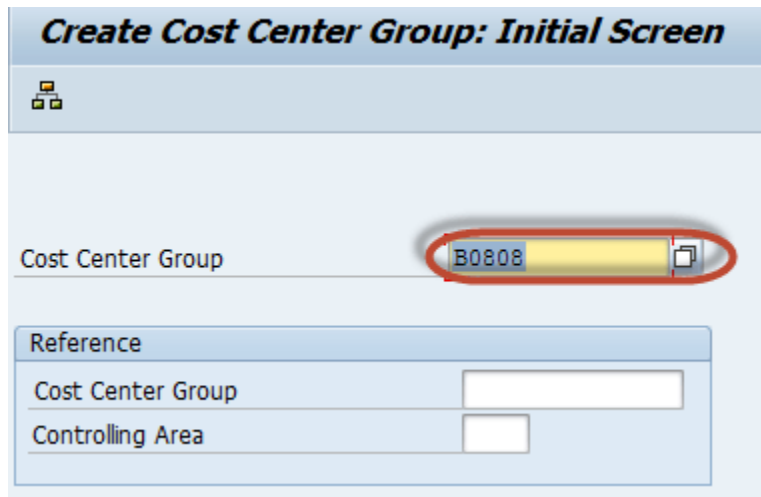 Create Cost Center Group: Initial Screen
Cost Center Group B0808
Reference
Cost Center Group
Controlling Area